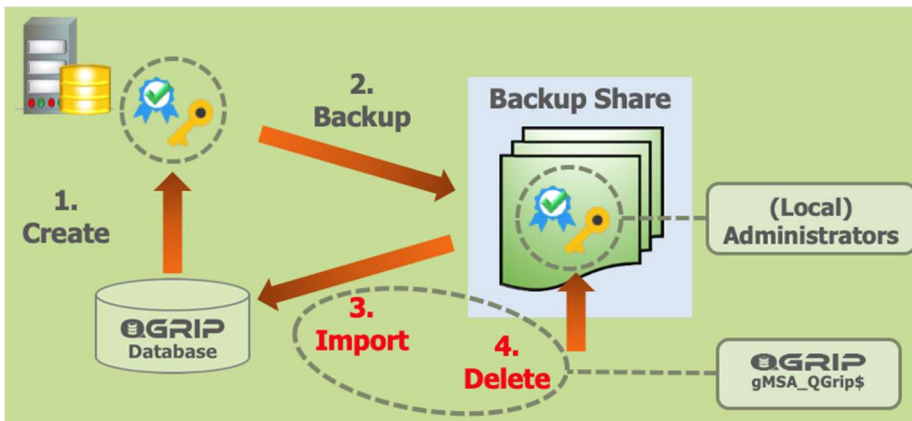 2.
Backup
Backup Share
1.
Create
(Local)
Administrators
QGRIP
Database
3.
Import
4.
Delete
QGRIP
gMSA_QGrip$